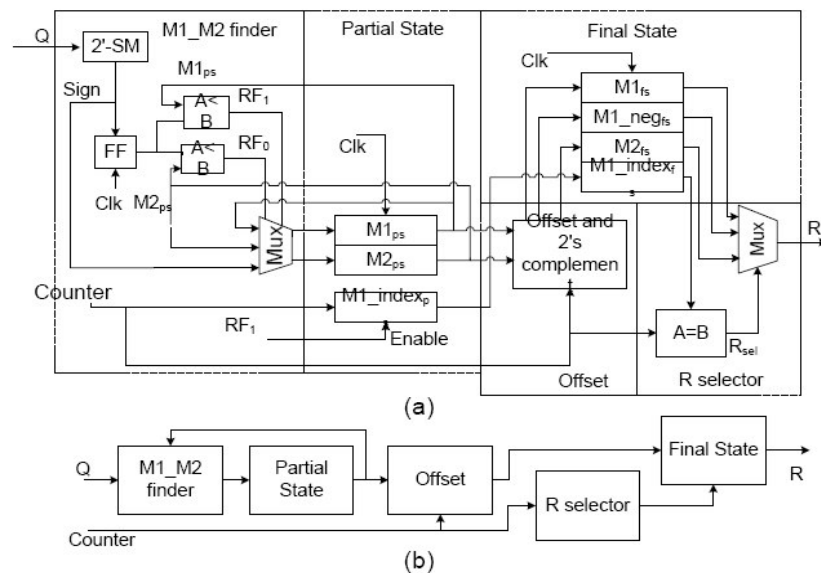 M1_M2 finder
Partial State
Final State
Q
2'-SM
Clk
M1ps
M1fs
Sign
A<
B
RF1
M1_negfs
FF
A<
B
RF0
Clk
M2fs
M1_indexf
s
Clk
M2ps
Mux
M1ps
M2ps
Offset and
2's
complemen
t
Mux
R
Counter
M1_indexp
RF1
Enable
A=B
Rsel
Offset
R selector
(a)
Q
M1_M2
finder
Partial
State
Offset
Final State
R
R selector
Counter
(b)